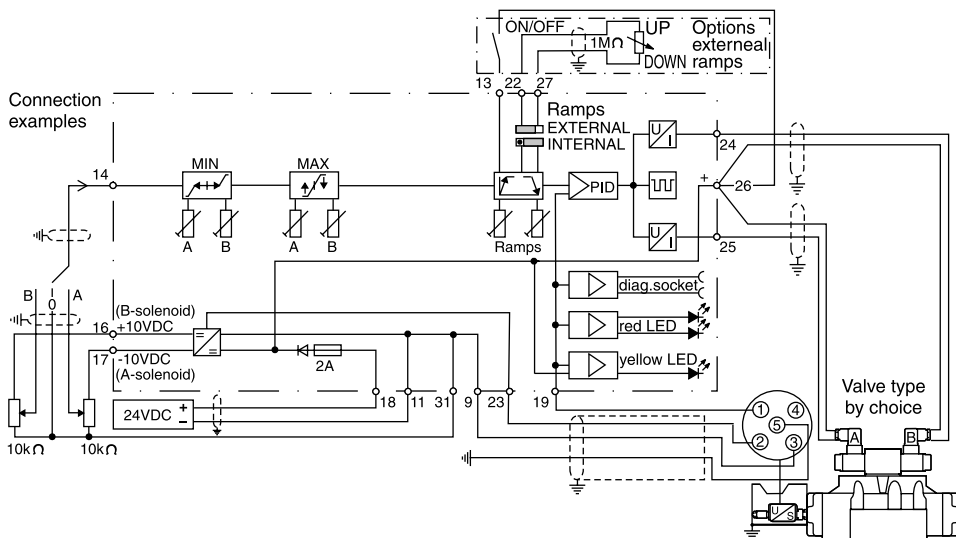 ON/OFF
UP
1MΩ
DOWN
Options
externeal
ramps
13
22
27
Connection
examples
Ramps
EXTERNAL
INTERNAL
U
I
24
14
MIN
MAX
PID
+
26
A
B
A
B
Ramps
U
I
25
B
0
A
diag.socket
(B-solenoid)
16
+10VDC
red LED
17
-10VDC
(A-solenoid)
=
=
2A
yellow LED
18
11
31
9
23
19
24VDC
+
−
10kΩ
10kΩ
1
4
5
2
3
Valve type
by choice
A
B
U
S